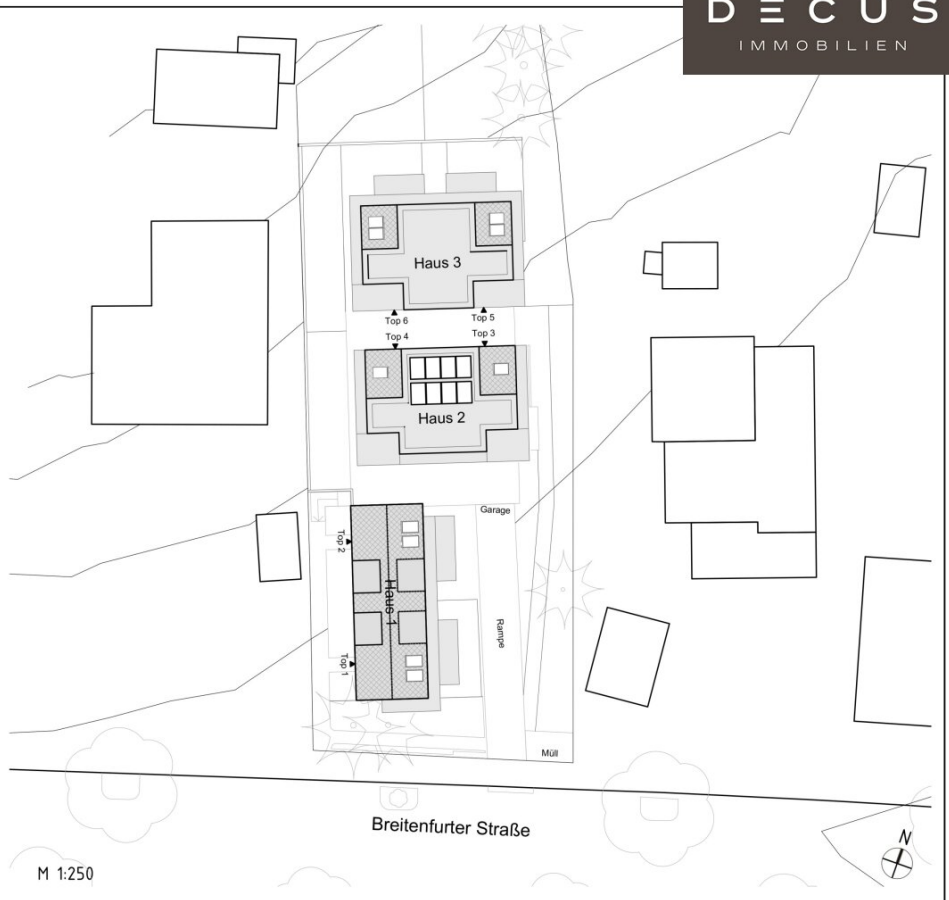 DECUS
IMMOBILIEN
Haus 3
Top 6
Top 5
Top 4
Top 3
Haus 2
Garage
Top 2
Haus 1
Rampe
Top 1
Müll
Breitenfurter Straße
N
M 1:250